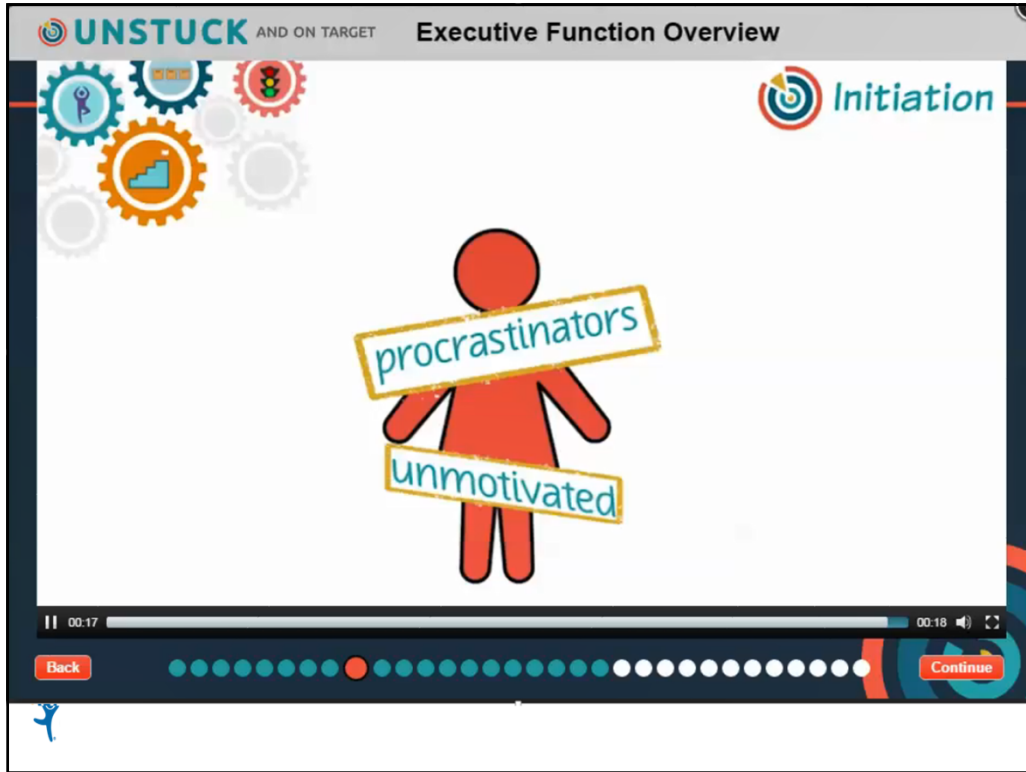 UNSTUCK AND ON TARGET Executive Function Overview
Initiation
procrastinators
unmotivated
00:17 00:18
Back Continue